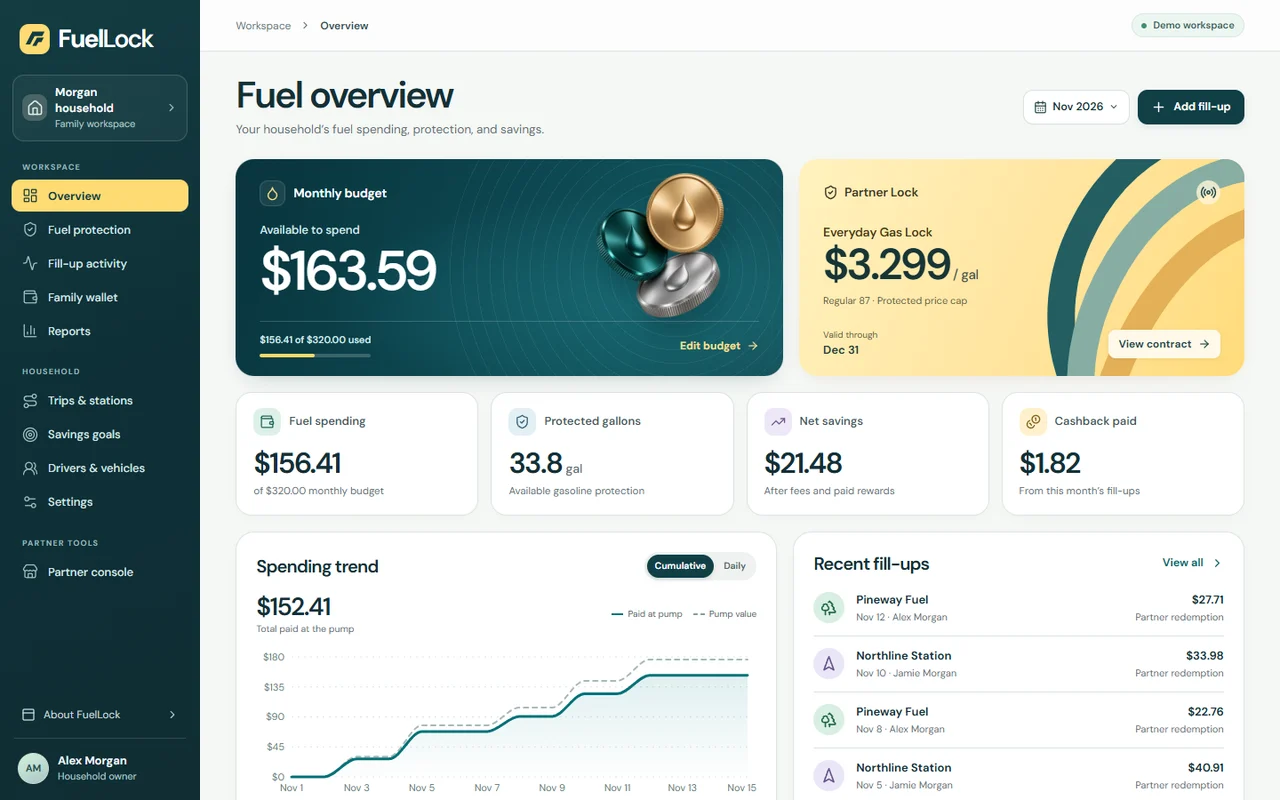 FuelLock
Morgan
household
Family workspace
WORKSPACE
Overview
Fuel protection
Fill-up activity
Family wallet
Reports
HOUSEHOLD
Trips & stations
Savings goals
Drivers & vehicles
Settings
PARTNER TOOLS
Partner console
About FuelLock
AM
Alex Morgan
Household owner
Workspace
Overview
Demo workspace
Fuel overview
Your household's fuel spending, protection, and savings.
Nov 2026
Add fill-up
Monthly budget
Available to spend
$163.59
$156.41 of $320.00 used
Edit budget
Partner Lock
Everyday Gas Lock
$3.299 / gal
Regular 87 · Protected price cap
Valid through
Dec 31
View contract
Fuel spending
$156.41
of $320.00 monthly budget
Protected gallons
33.8 gal
Available gasoline protection
Net savings
$21.48
After fees and paid rewards
Cashback paid
$1.82
From this month's fill-ups
Spending trend
Cumulative
Daily
$152.41
Total paid at the pump
Paid at pump
Pump value
$180
$135
$90
$45
$0
Nov 1 Nov 3 Nov 5 Nov 7 Nov 9 Nov 11 Nov 13 Nov 15
Recent fill-ups
View all
Pineway Fuel $27.71
Nov 12 · Alex Morgan Partner redemption
Northline Station $33.98
Nov 10 · Jamie Morgan Partner redemption
Pineway Fuel $22.76
Nov 8 · Alex Morgan Partner redemption
Northline Station $40.91
Nov 5 · Jamie Morgan Partner redemption